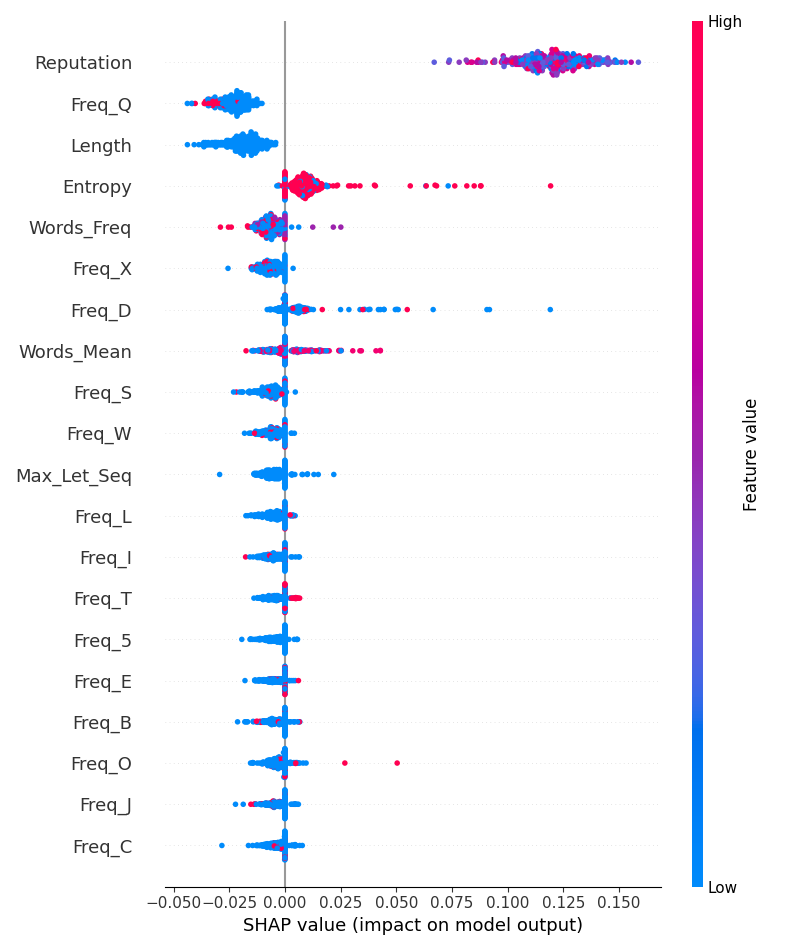 High
Reputation
Freq_Q
Length
Entropy
Words_Freq
Freq_X
Freq_D
Words_Mean
Freq_S
Freq_W
Max_Let_Seq
Freq_L
Freq_I
Freq_T
Freq_5
Freq_E
Freq_B
Freq_O
Freq_J
Freq_C
Feature value
Low
−0.050 −0.025 0.000 0.025 0.050 0.075 0.100 0.125 0.150
SHAP value (impact on model output)